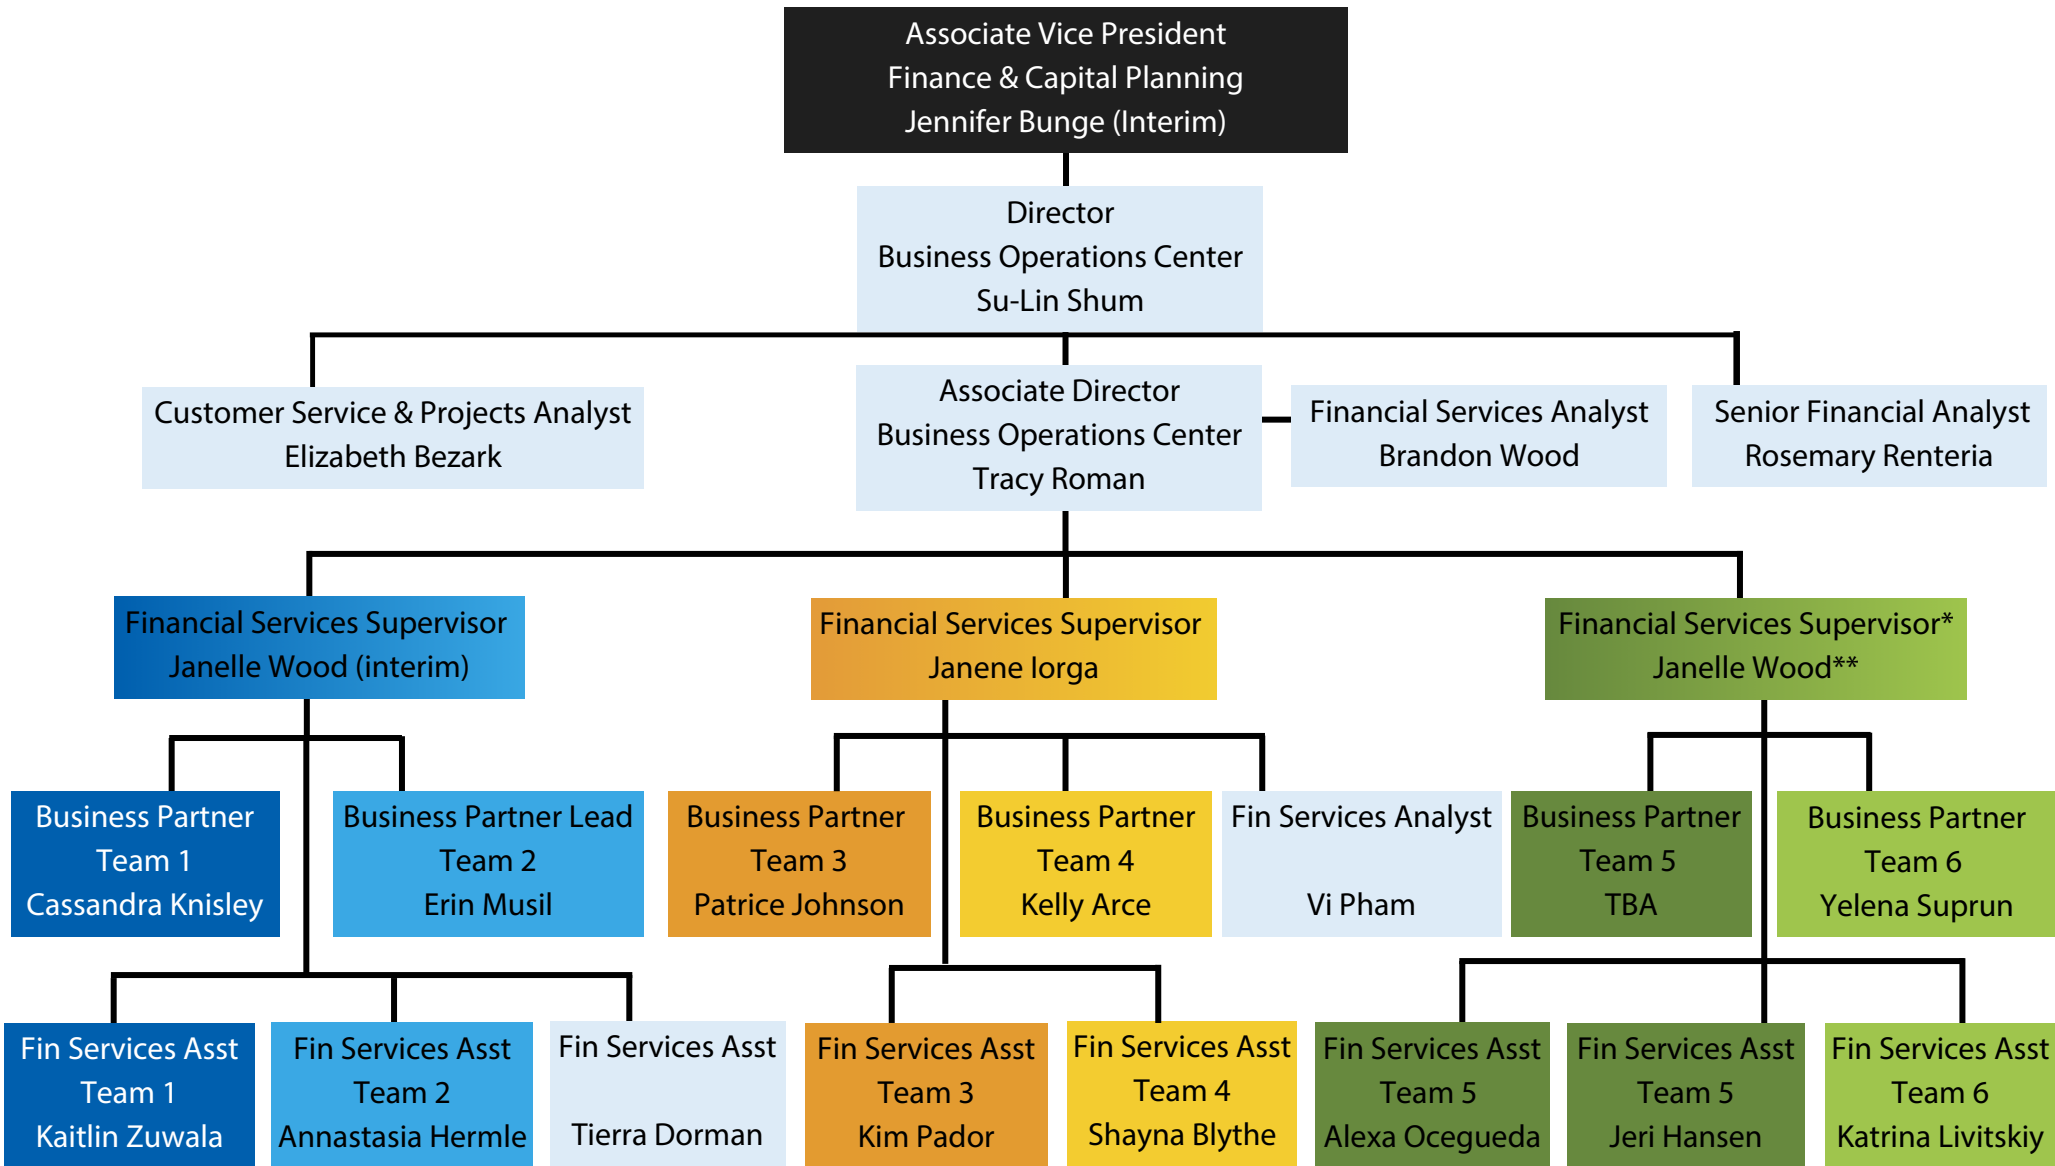 Associate Vice President
Finance & Capital Planning
Jennifer Bunge (Interim)
Director
Business Operations Center
Su-Lin Shum
Customer Service & Projects Analyst
Elizabeth Bezark
Associate Director
Business Operations Center
Tracy Roman
Financial Services Analyst
Brandon Wood
Senior Financial Analyst
Rosemary Renteria
Financial Services Supervisor
Janelle Wood (interim)
Financial Services Supervisor
Janene Iorga
Financial Services Supervisor*
Janelle Wood**
Business Partner
Team 1
Cassandra Knisley
Business Partner Lead
Team 2
Erin Musil
Business Partner
Team 3
Patrice Johnson
Business Partner
Team 4
Kelly Arce
Fin Services Analyst
Vi Pham
Business Partner
Team 5
TBA
Business Partner
Team 6
Yelena Suprun
Fin Services Asst
Team 1
Kaitlin Zuwala
Fin Services Asst
Team 2
Annastasia Hermle
Fin Services Asst
Tierra Dorman
Fin Services Asst
Team 3
Kim Pador
Fin Services Asst
Team 4
Shayna Blythe
Fin Services Asst
Team 5
Alexa Ocegueda
Fin Services Asst
Team 5
Jeri Hansen
Fin Services Asst
Team 6
Katrina Livitskiy